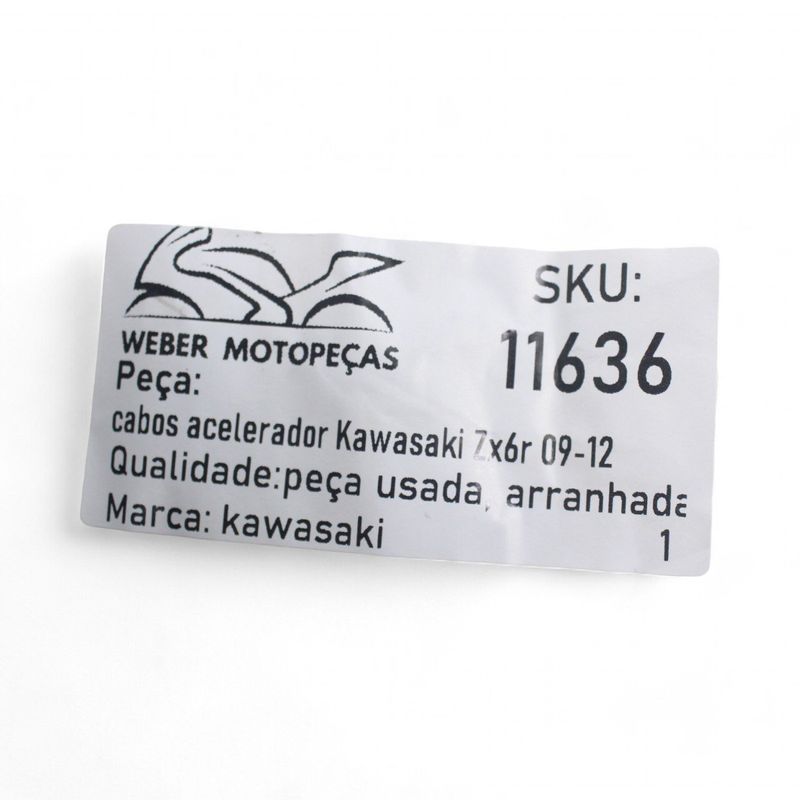 WEBER MOTOPEÇAS
SKU:
11636
Peça:
cabos acelerador Kawasaki Zx6r 09-12
Qualidade:peça usada, arranhada
Marca: kawasaki
1